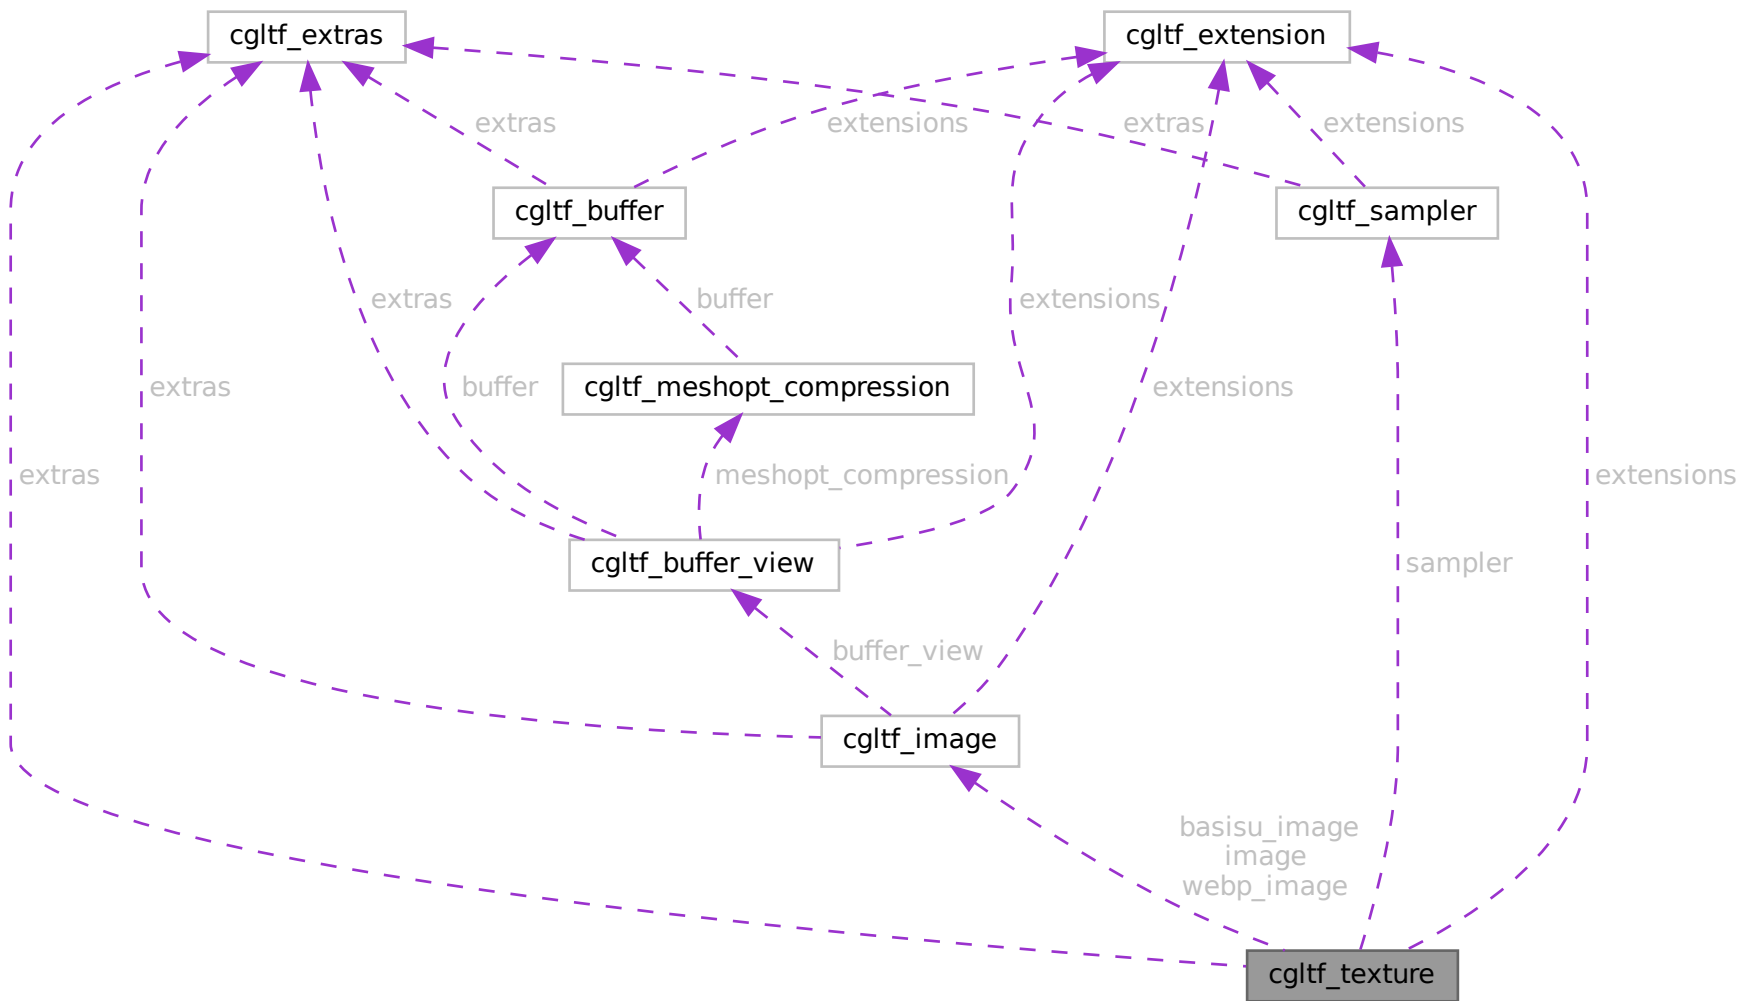 cgltf_extras
cgltf_extension
extras
extensions
extras
extensions
cgltf_buffer
cgltf_sampler
extras
buffer
extensions
extras
buffer
cgltf_meshopt_compression
extensions
extras
meshopt_compression
extensions
cgltf_buffer_view
sampler
buffer_view
cgltf_image
basisu_image
image
webp_image
cgltf_texture